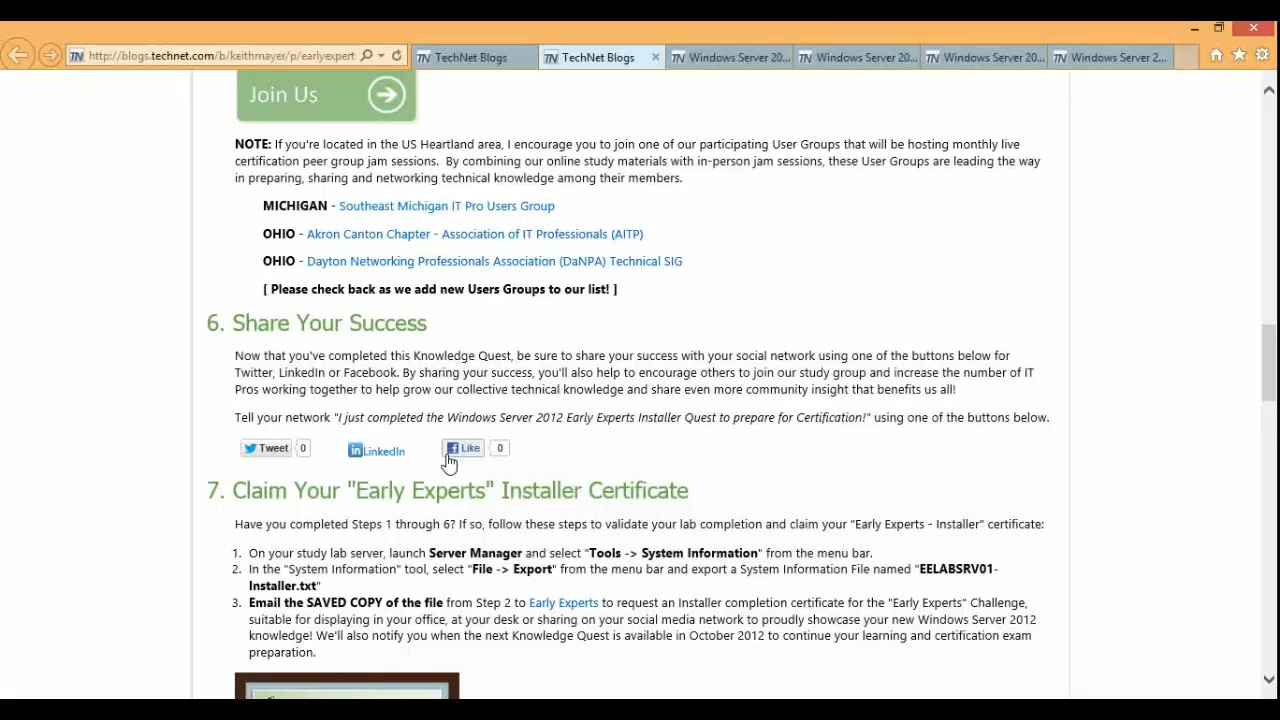 http://blogs.technet.com/b/keithmayer/p/earlyexpert
TN TechNet Blogs
TN TechNet Blogs
TN Windows Server 20...
TN Windows Server 20...
TN Windows Server 20...
TN Windows Server 2...
Join Us
NOTE: If you're located in the US Heartland area, I encourage you to join one of our participating User Groups that will be hosting monthly live
certification peer group jam sessions. By combining our online study materials with in-person jam sessions, these User Groups are leading the way
in preparing, sharing and networking technical knowledge among their members.
MICHIGAN - Southeast Michigan IT Pro Users Group
OHIO - Akron Canton Chapter - Association of IT Professionals (AITP)
OHIO - Dayton Networking Professionals Association (DaNPA) Technical SIG
[ Please check back as we add new Users Groups to our list! ]
6. Share Your Success
Now that you've completed this Knowledge Quest, be sure to share your success with your social network using one of the buttons below for
Twitter, LinkedIn or Facebook. By sharing your success, you'll also help to encourage others to join our study group and increase the number of IT
Pros working together to help grow our collective technical knowledge and share even more community insight that benefits us all!
Tell your network "I just completed the Windows Server 2012 Early Experts Installer Quest to prepare for Certification!" using one of the buttons below.
Tweet 0 in LinkedIn f Like 0
7. Claim Your "Early Experts" Installer Certificate
Have you completed Steps 1 through 6? If so, follow these steps to validate your lab completion and claim your "Early Experts - Installer" certificate:
1. On your study lab server, launch Server Manager and select "Tools -> System Information" from the menu bar.
2. In the "System Information" tool, select "File -> Export" from the menu bar and export a System Information File named "EELABSRV01-
Installer.txt"
3. Email the SAVED COPY of the file from Step 2 to Early Experts to request an Installer completion certificate for the "Early Experts" Challenge,
suitable for displaying in your office, at your desk or sharing on your social media network to proudly showcase your new Windows Server 2012
knowledge! We'll also notify you when the next Knowledge Quest is available in October 2012 to continue your learning and certification exam
preparation.